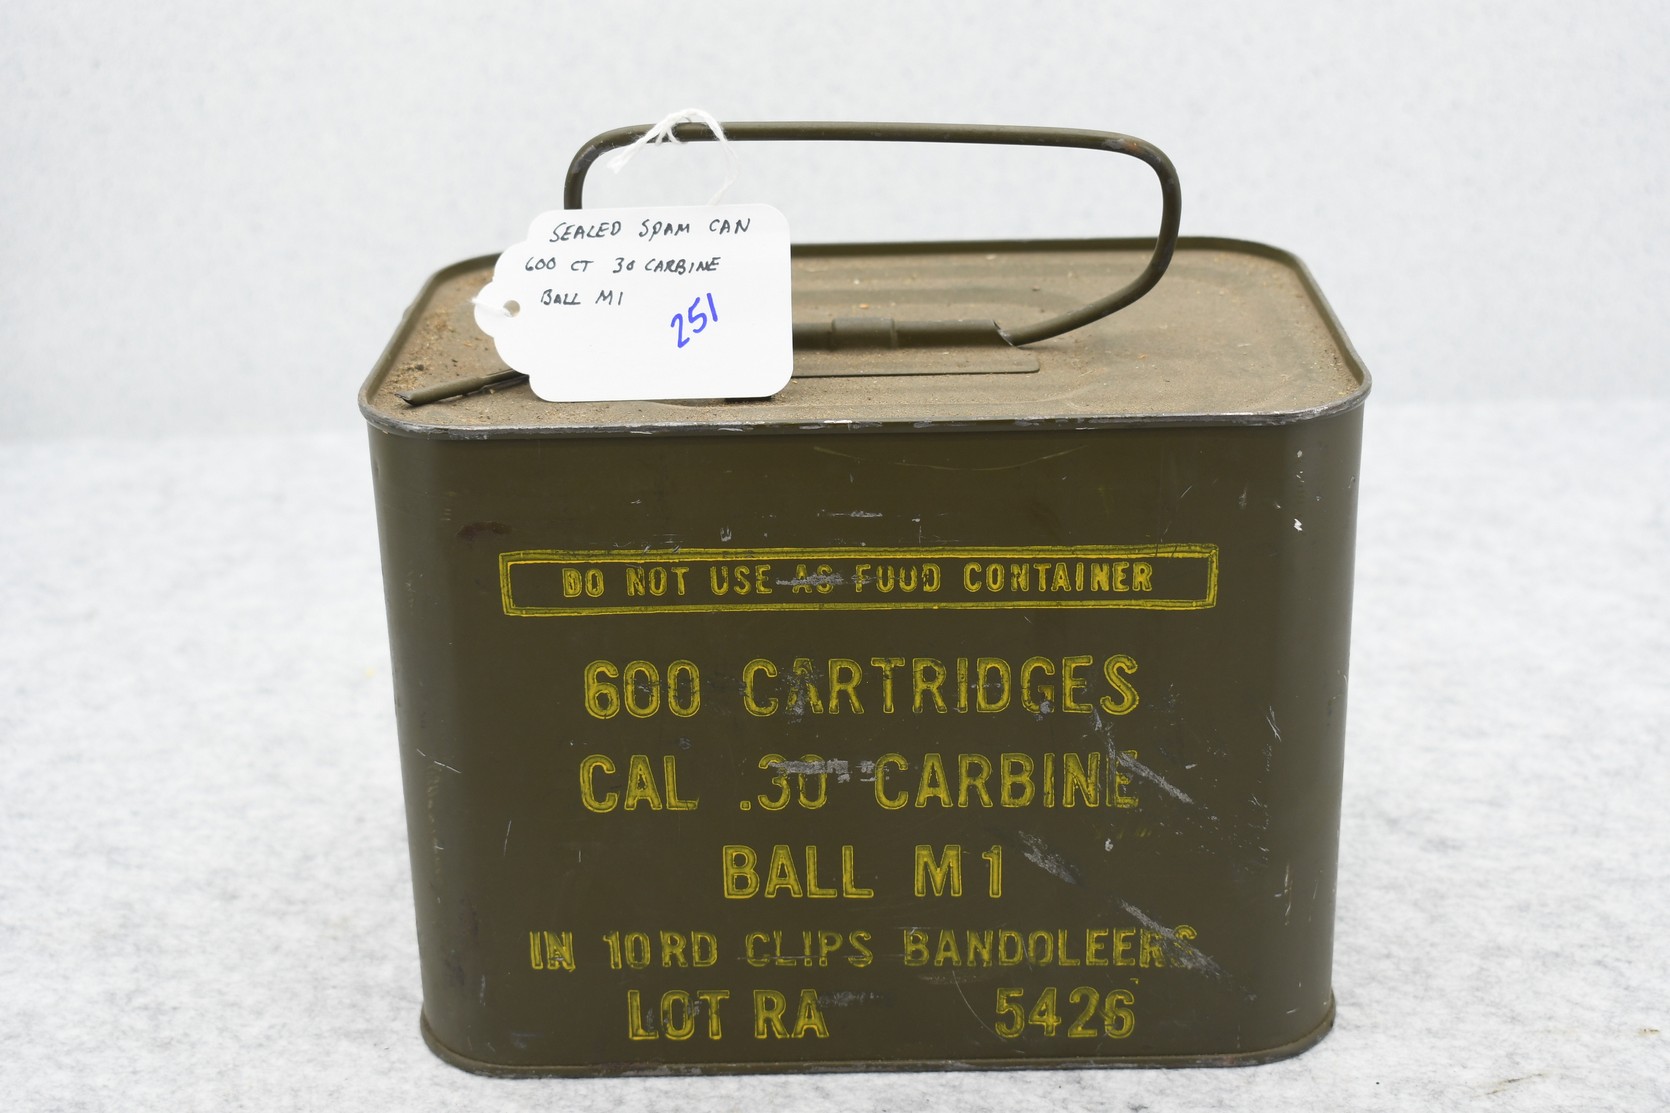 SEALED SPAM CAN
600 CT 30 CARBINE
BALL M1
251
DO NOT USE AS FOOD CONTAINER
600 CARTRIDGES
CAL .30 CARBINE
BALL M1
IN 10 RD CLIPS BANDOLEERS
LOT RA 5426